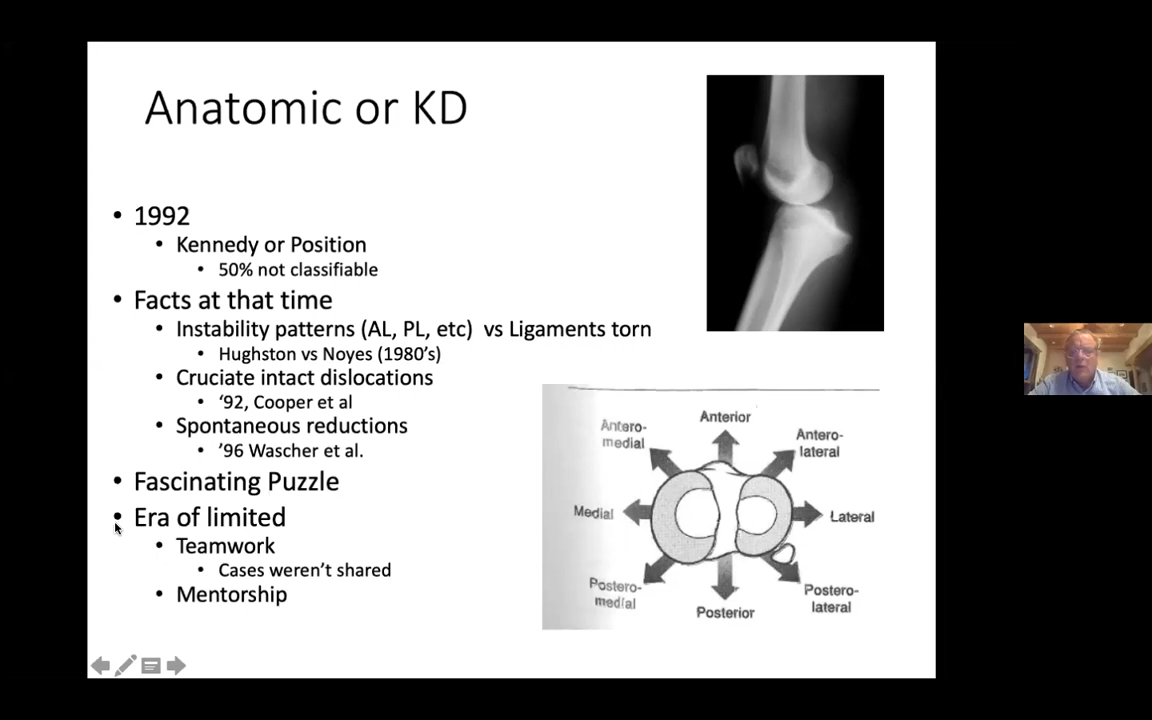 Anatomic or KD
• 1992
• Kennedy or Position
• 50% not classifiable
• Facts at that time
• Instability patterns (AL, PL, etc)  vs Ligaments torn
• Hughston vs Noyes (1980’s)
• Cruciate intact dislocations
• ‘92, Cooper et al
• Spontaneous reductions
• ’96 Wascher et al.
• Fascinating Puzzle
• Era of limited
• Teamwork
• Cases weren’t shared
• Mentorship
Anterior
Antero-
medial
Antero-
lateral
Medial
Lateral
Postero-
medial
Posterior
Postero-
lateral